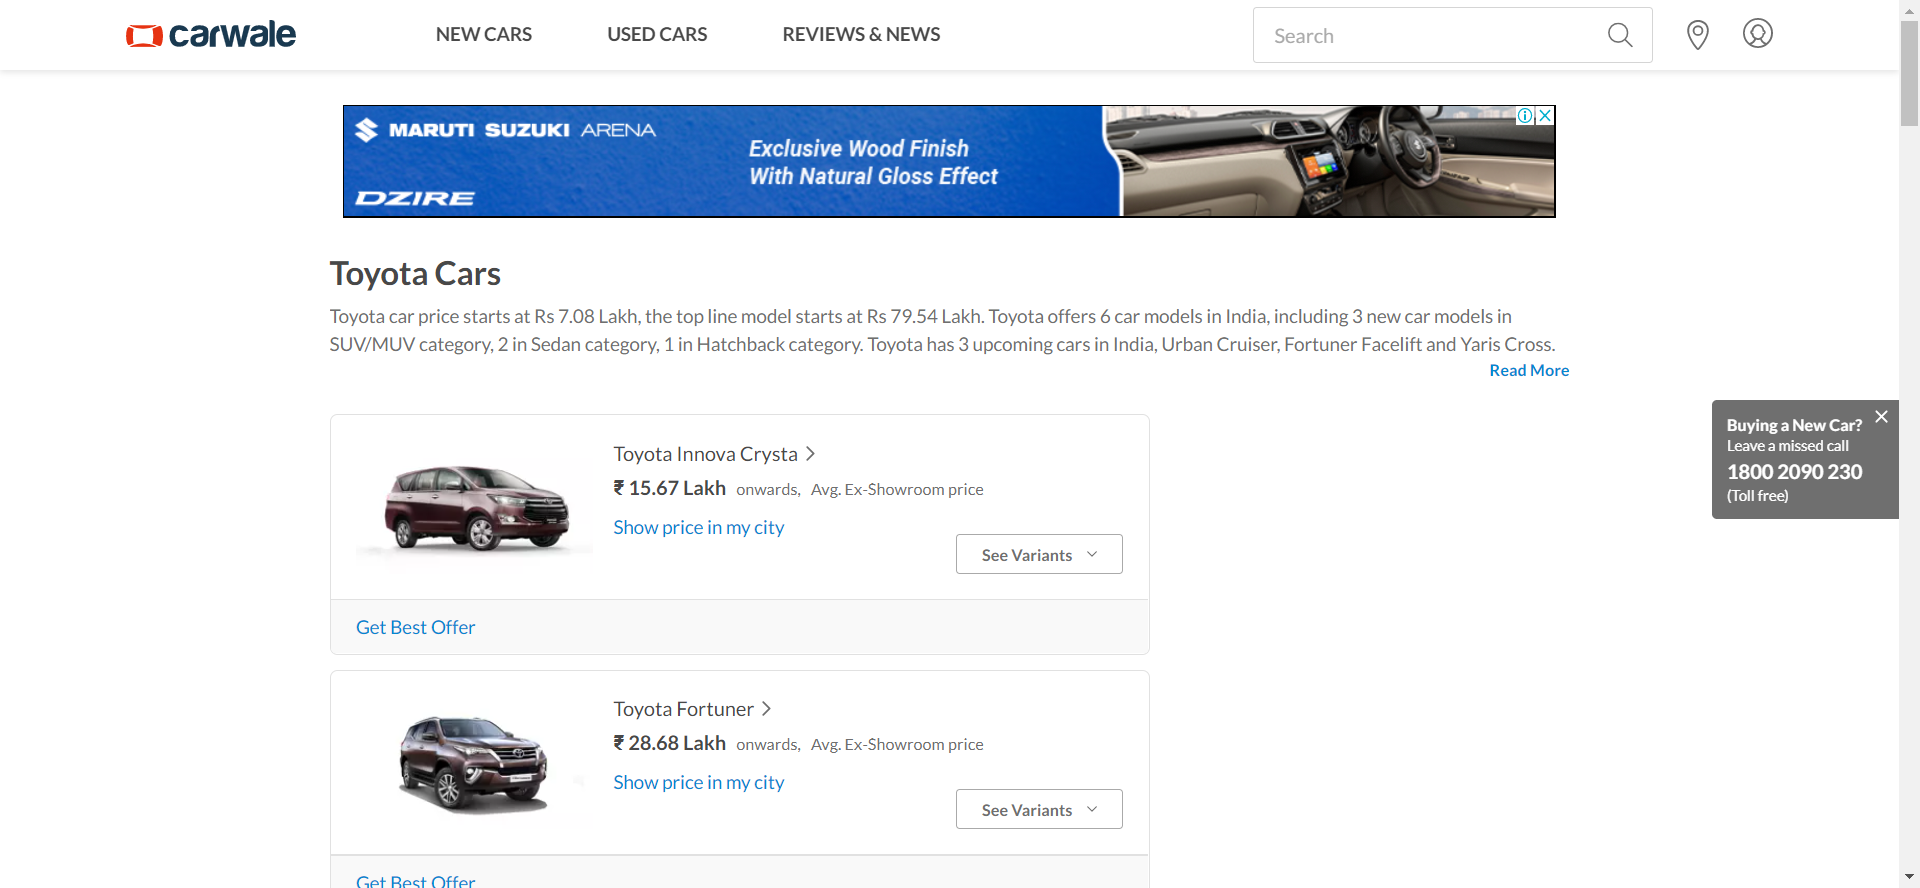 carwale
NEW CARS
USED CARS
REVIEWS & NEWS
Search
MARUTI SUZUKI ARENA
Exclusive Wood Finish
With Natural Gloss Effect
DZIRE
Toyota Cars
Toyota car price starts at Rs 7.08 Lakh, the top line model starts at Rs 79.54 Lakh. Toyota offers 6 car models in India, including 3 new car models in
SUV/MUV category, 2 in Sedan category, 1 in Hatchback category. Toyota has 3 upcoming cars in India, Urban Cruiser, Fortuner Facelift and Yaris Cross.
Read More
Buying a New Car?
Leave a missed call
1800 2090 230
(Toll free)
Toyota Innova Crysta
₹ 15.67 Lakh onwards, Avg. Ex-Showroom price
Show price in my city
See Variants
Get Best Offer
Toyota Fortuner
₹ 28.68 Lakh onwards, Avg. Ex-Showroom price
Show price in my city
See Variants
Get Best Offer